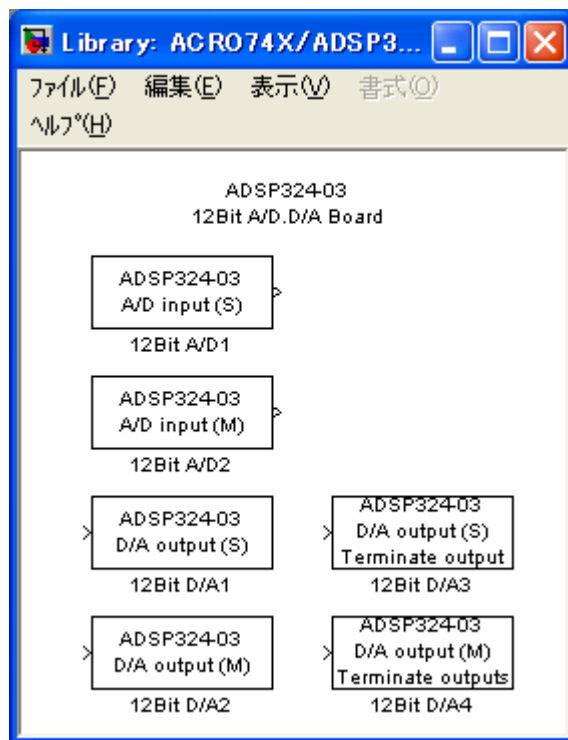 Library: ACRO74X/ADSP3...
ﾌｧｲﾙ(F) 編集(E) 表示(V) 書式(O)
ﾍﾙﾌﾟ(H)
ADSP324-03
12Bit A/D.D/A Board
ADSP324-03
A/D input (S)
12Bit A/D1
ADSP324-03
A/D input (M)
12Bit A/D2
ADSP324-03
D/A output (S)
12Bit D/A1
ADSP324-03
D/A output (S)
Terminate output
12Bit D/A3
ADSP324-03
D/A output (M)
12Bit D/A2
ADSP324-03
D/A output (M)
Terminate outputs
12Bit D/A4